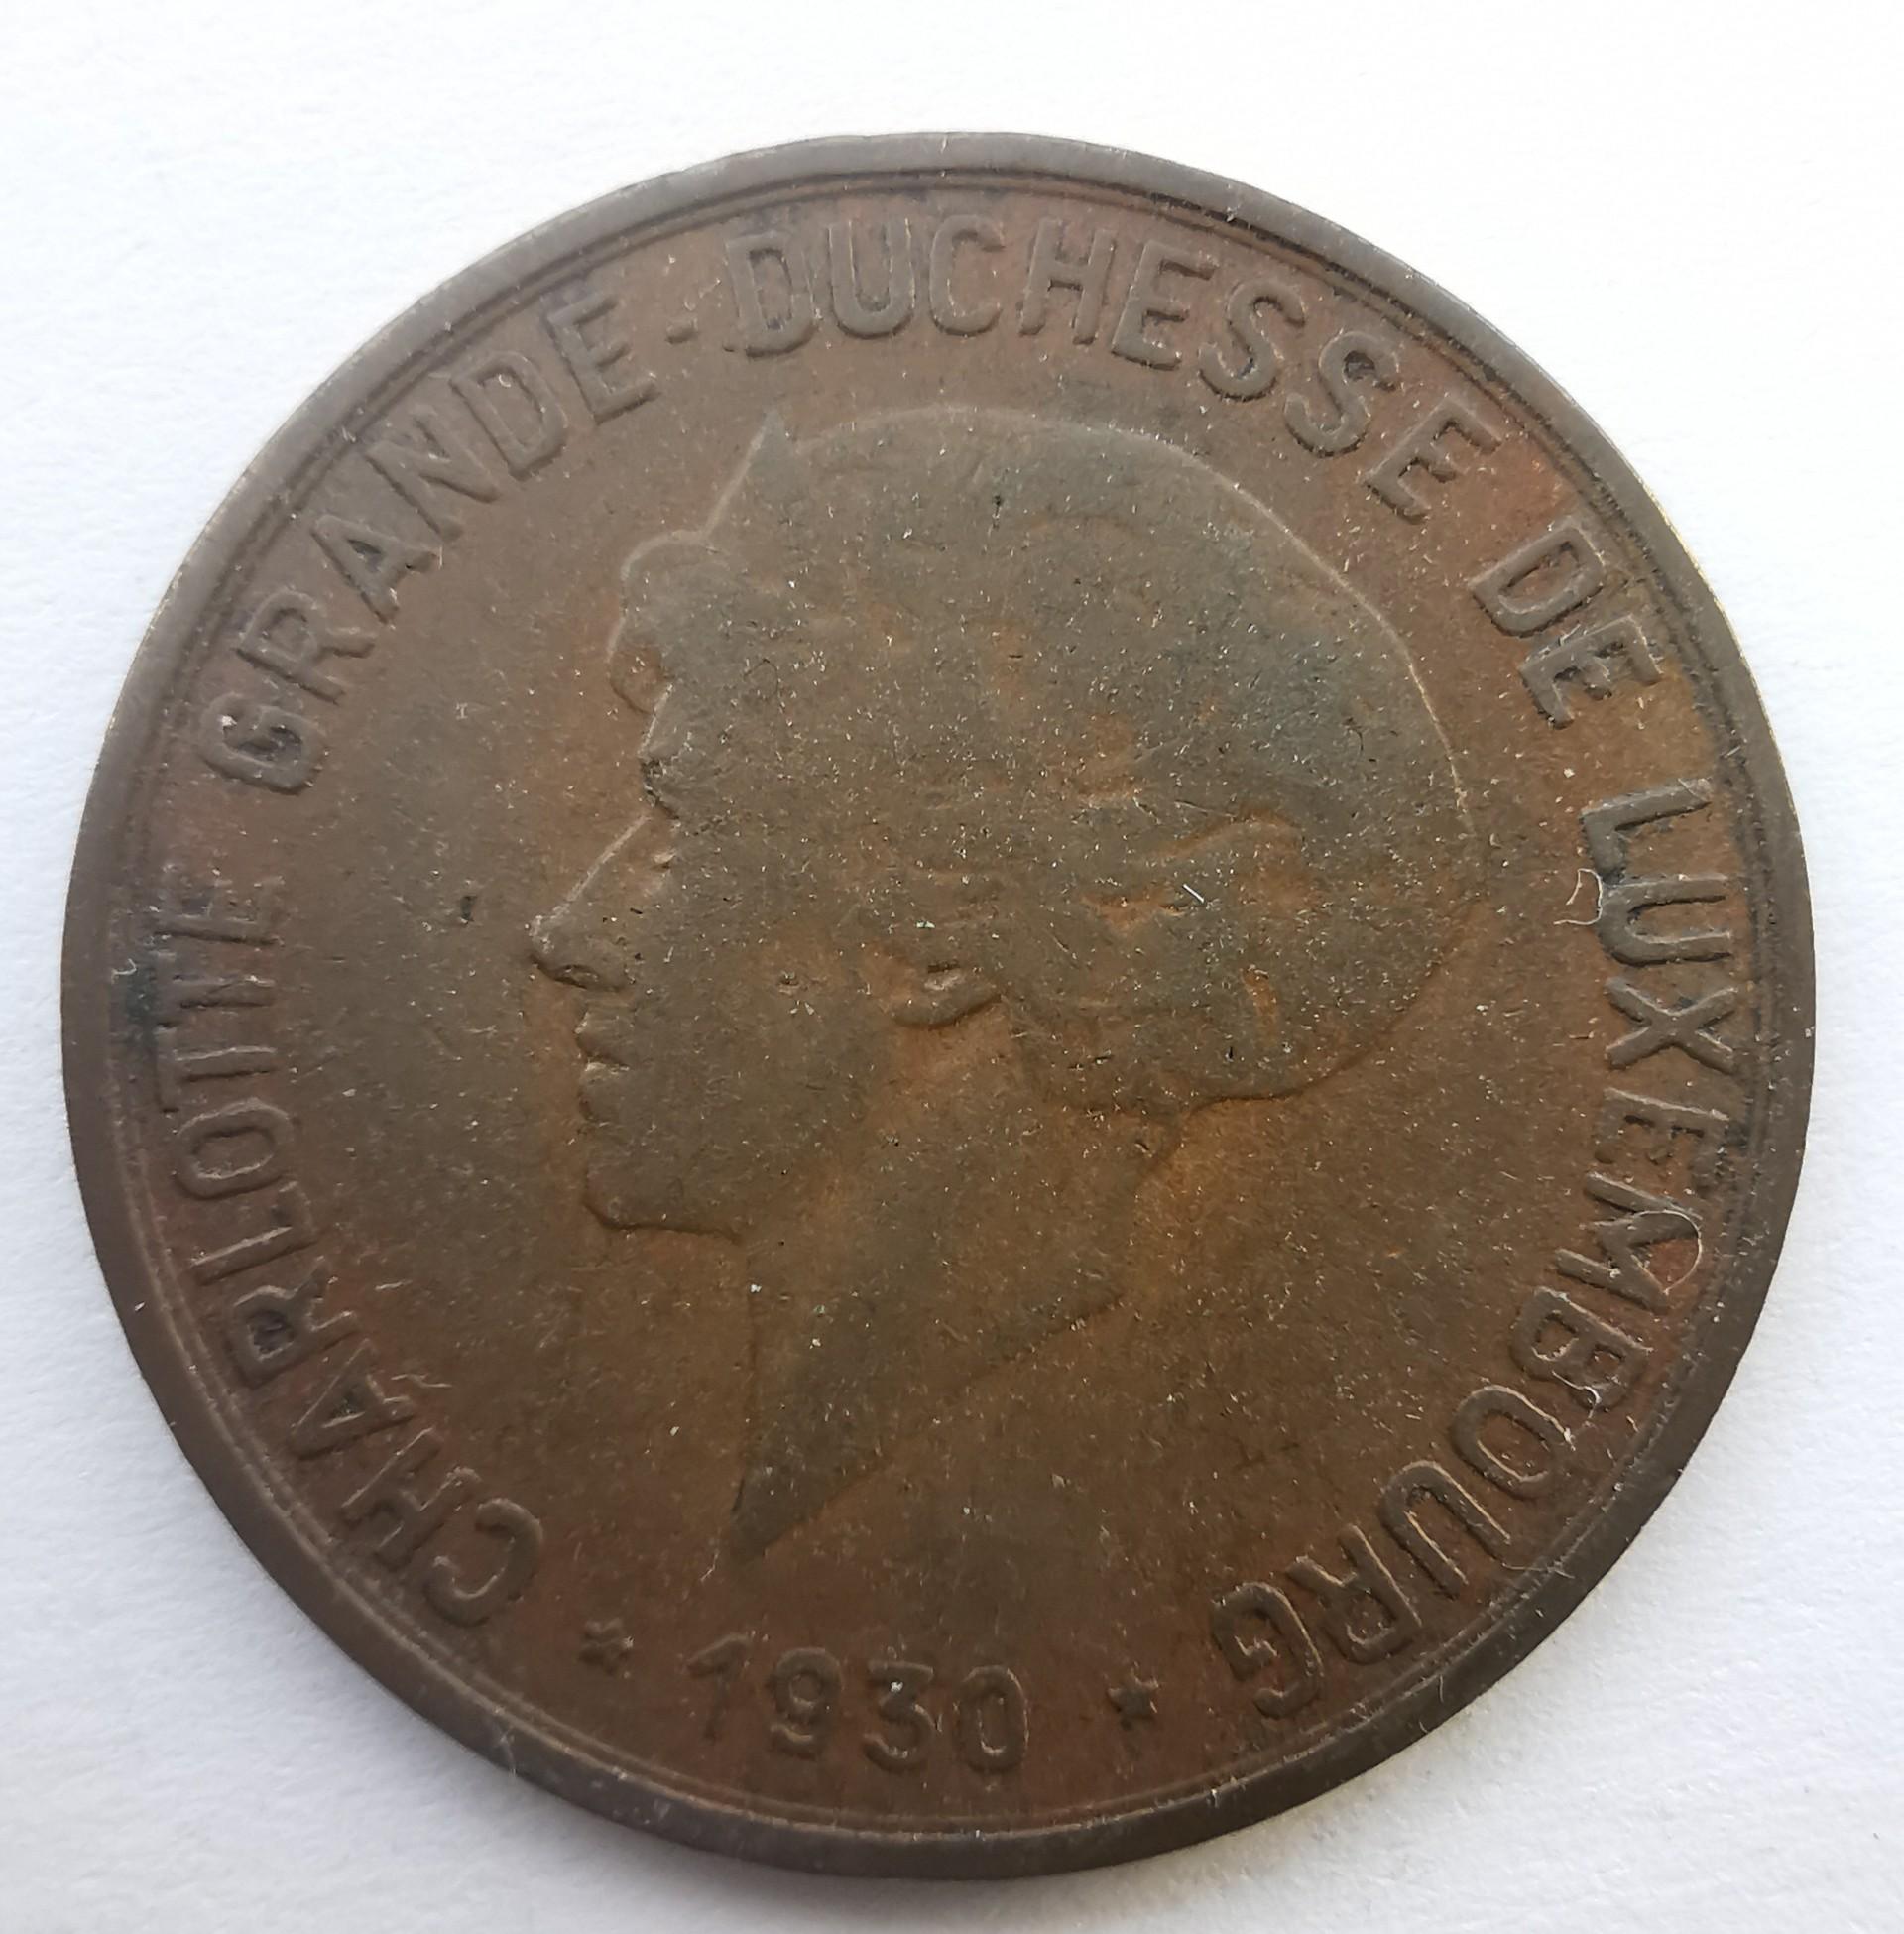 CHARLOTTE GRANDE-DUCHESSE DE LUXEMBOURG
* 1930 *